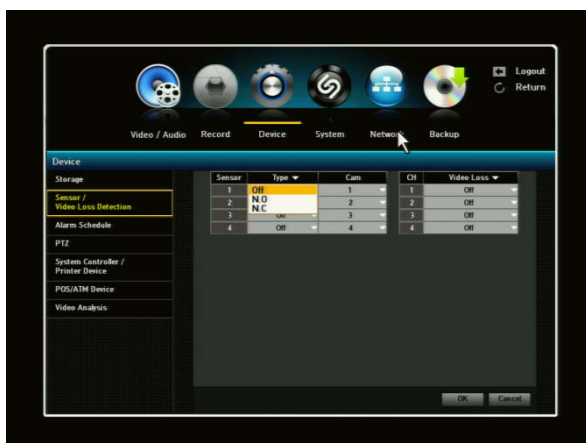 Logout
Return
Video / Audio Record Device System Network Backup
Device
Storage
Sensor /
Video Loss Detection
Alarm Schedule
PTZ
System Controller /
Printer Device
POS/ATM Device
Video Analysis
Sensor Type Cam CH Video Loss
1 Off 1 1 Off
2 N.O 2 2 Off
N.C
3 Off 3 3 Off
4 Off 4 4 Off
OK Cancel